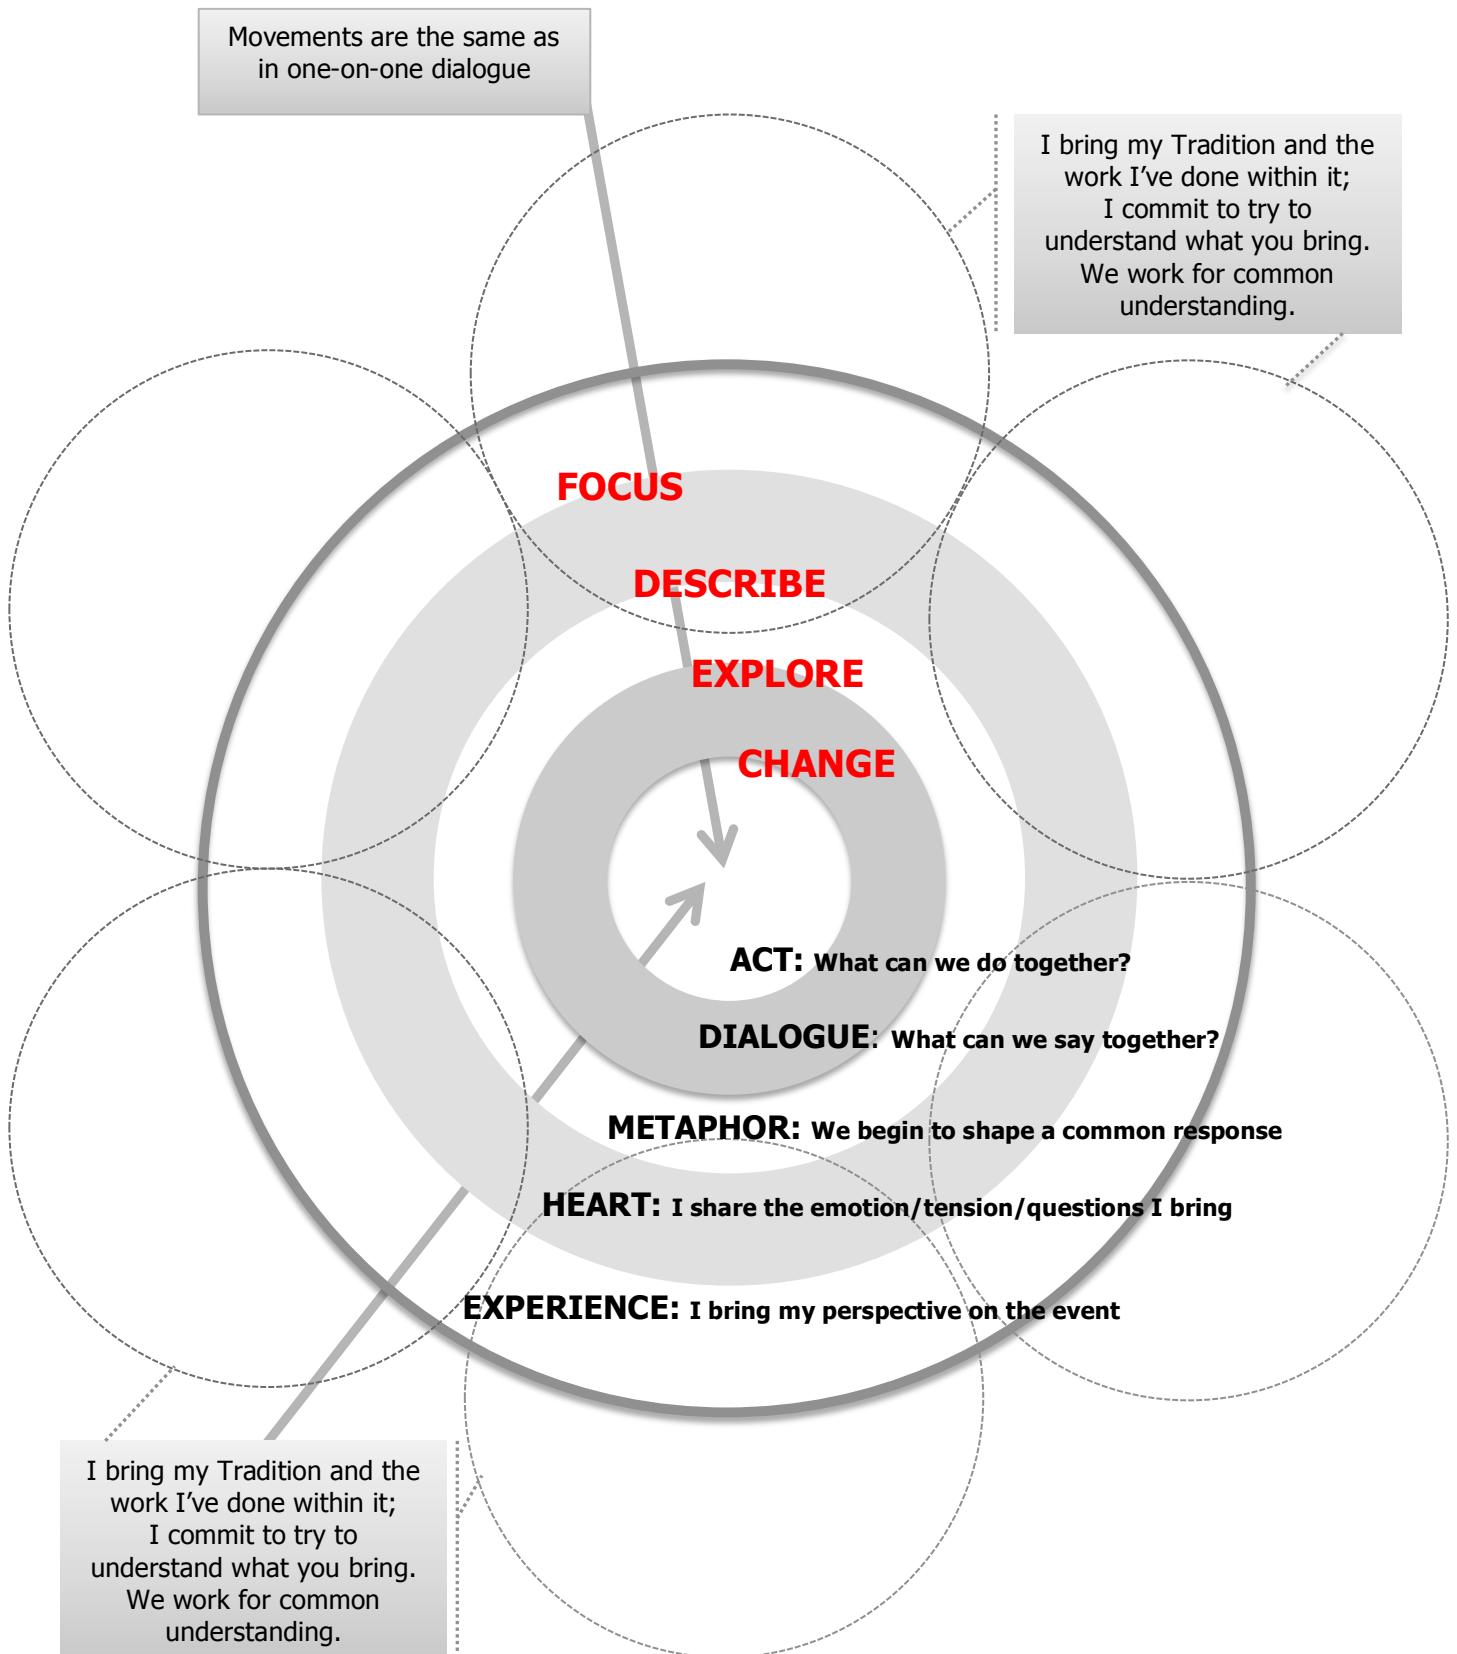 Movements are the same as
in one-on-one dialogue
I bring my Tradition and the
work I've done within it;
I commit to try to
understand what you bring.
We work for common
understanding.
FOCUS
DESCRIBE
EXPLORE
CHANGE
ACT: What can we do together?
DIALOGUE: What can we say together?
METAPHOR: We begin to shape a common response
HEART: I share the emotion/tension/questions I bring
EXPERIENCE: I bring my perspective on the event
I bring my Tradition and the
work I've done within it;
I commit to try to
understand what you bring.
We work for common
understanding.